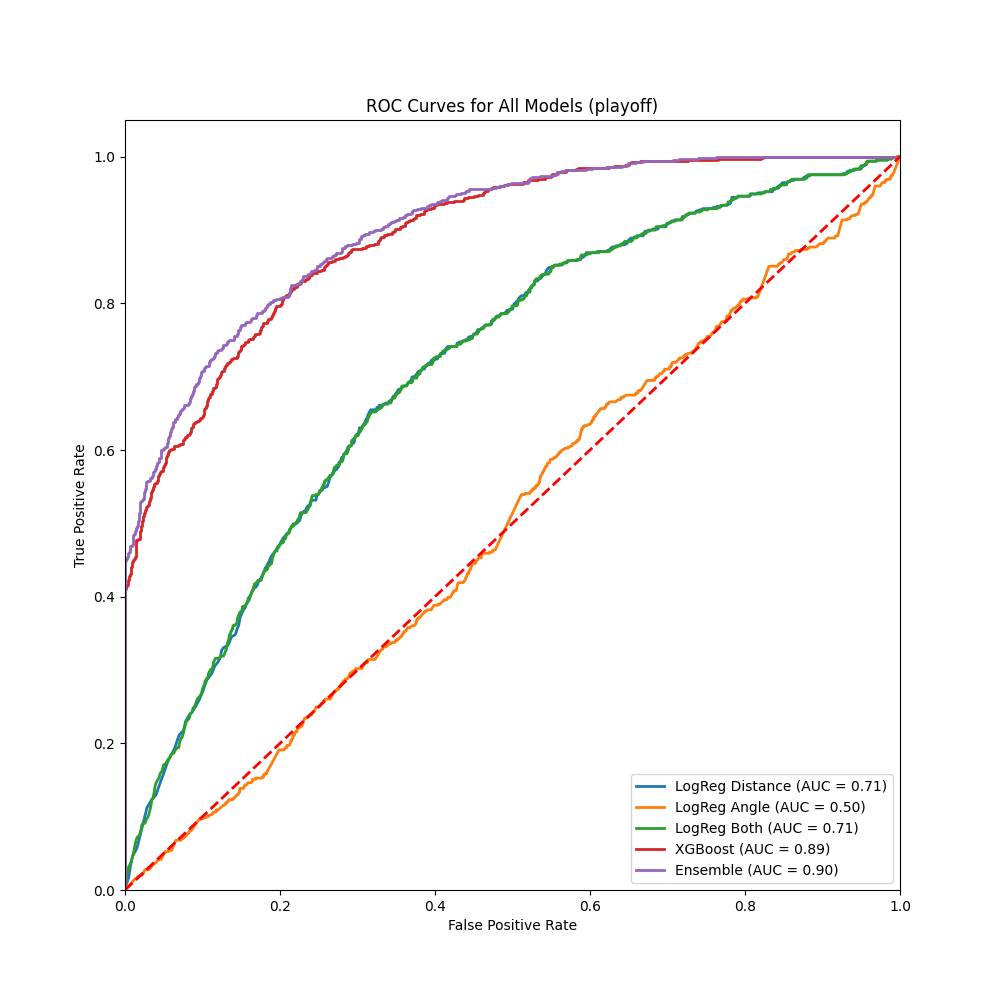 ROC Curves for All Models (playoff)
True Positive Rate
1.0
0.8
0.6
0.4
0.2
0.0
0.0 0.2 0.4 0.6 0.8 1.0
False Positive Rate
LogReg Distance (AUC = 0.71)
LogReg Angle (AUC = 0.50)
LogReg Both (AUC = 0.71)
XGBoost (AUC = 0.89)
Ensemble (AUC = 0.90)